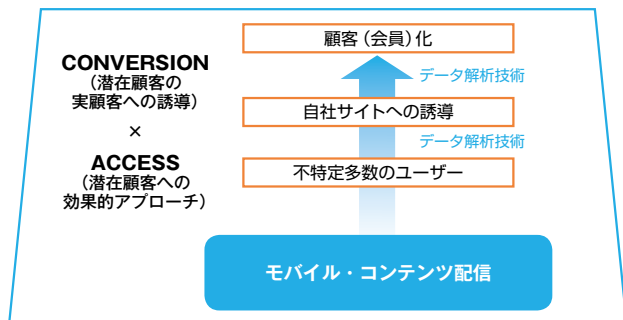 顧客（会員）化
CONVERSION
（潜在顧客の
実顧客への誘導）
データ解析技術
自社サイトへの誘導
×
データ解析技術
ACCESS
（潜在顧客への
効果的アプローチ）
不特定多数のユーザー
モバイル・コンテンツ配信